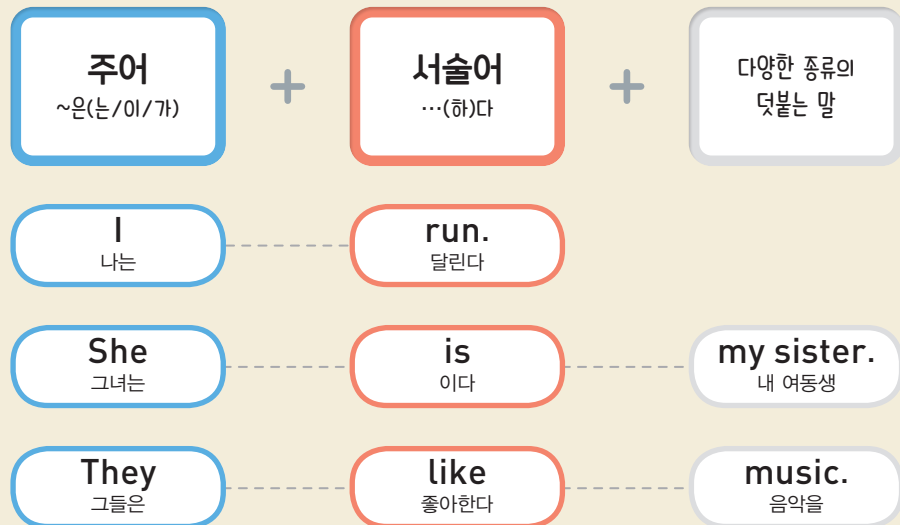 주어
~은(는/이/가)
+
서술어
…(하)다
+
다양한 종류의
덧붙는 말
I
나는
run.
달린다
She
그녀는
is
이다
my sister.
내 여동생
They
그들은
like
좋아한다
music.
음악을